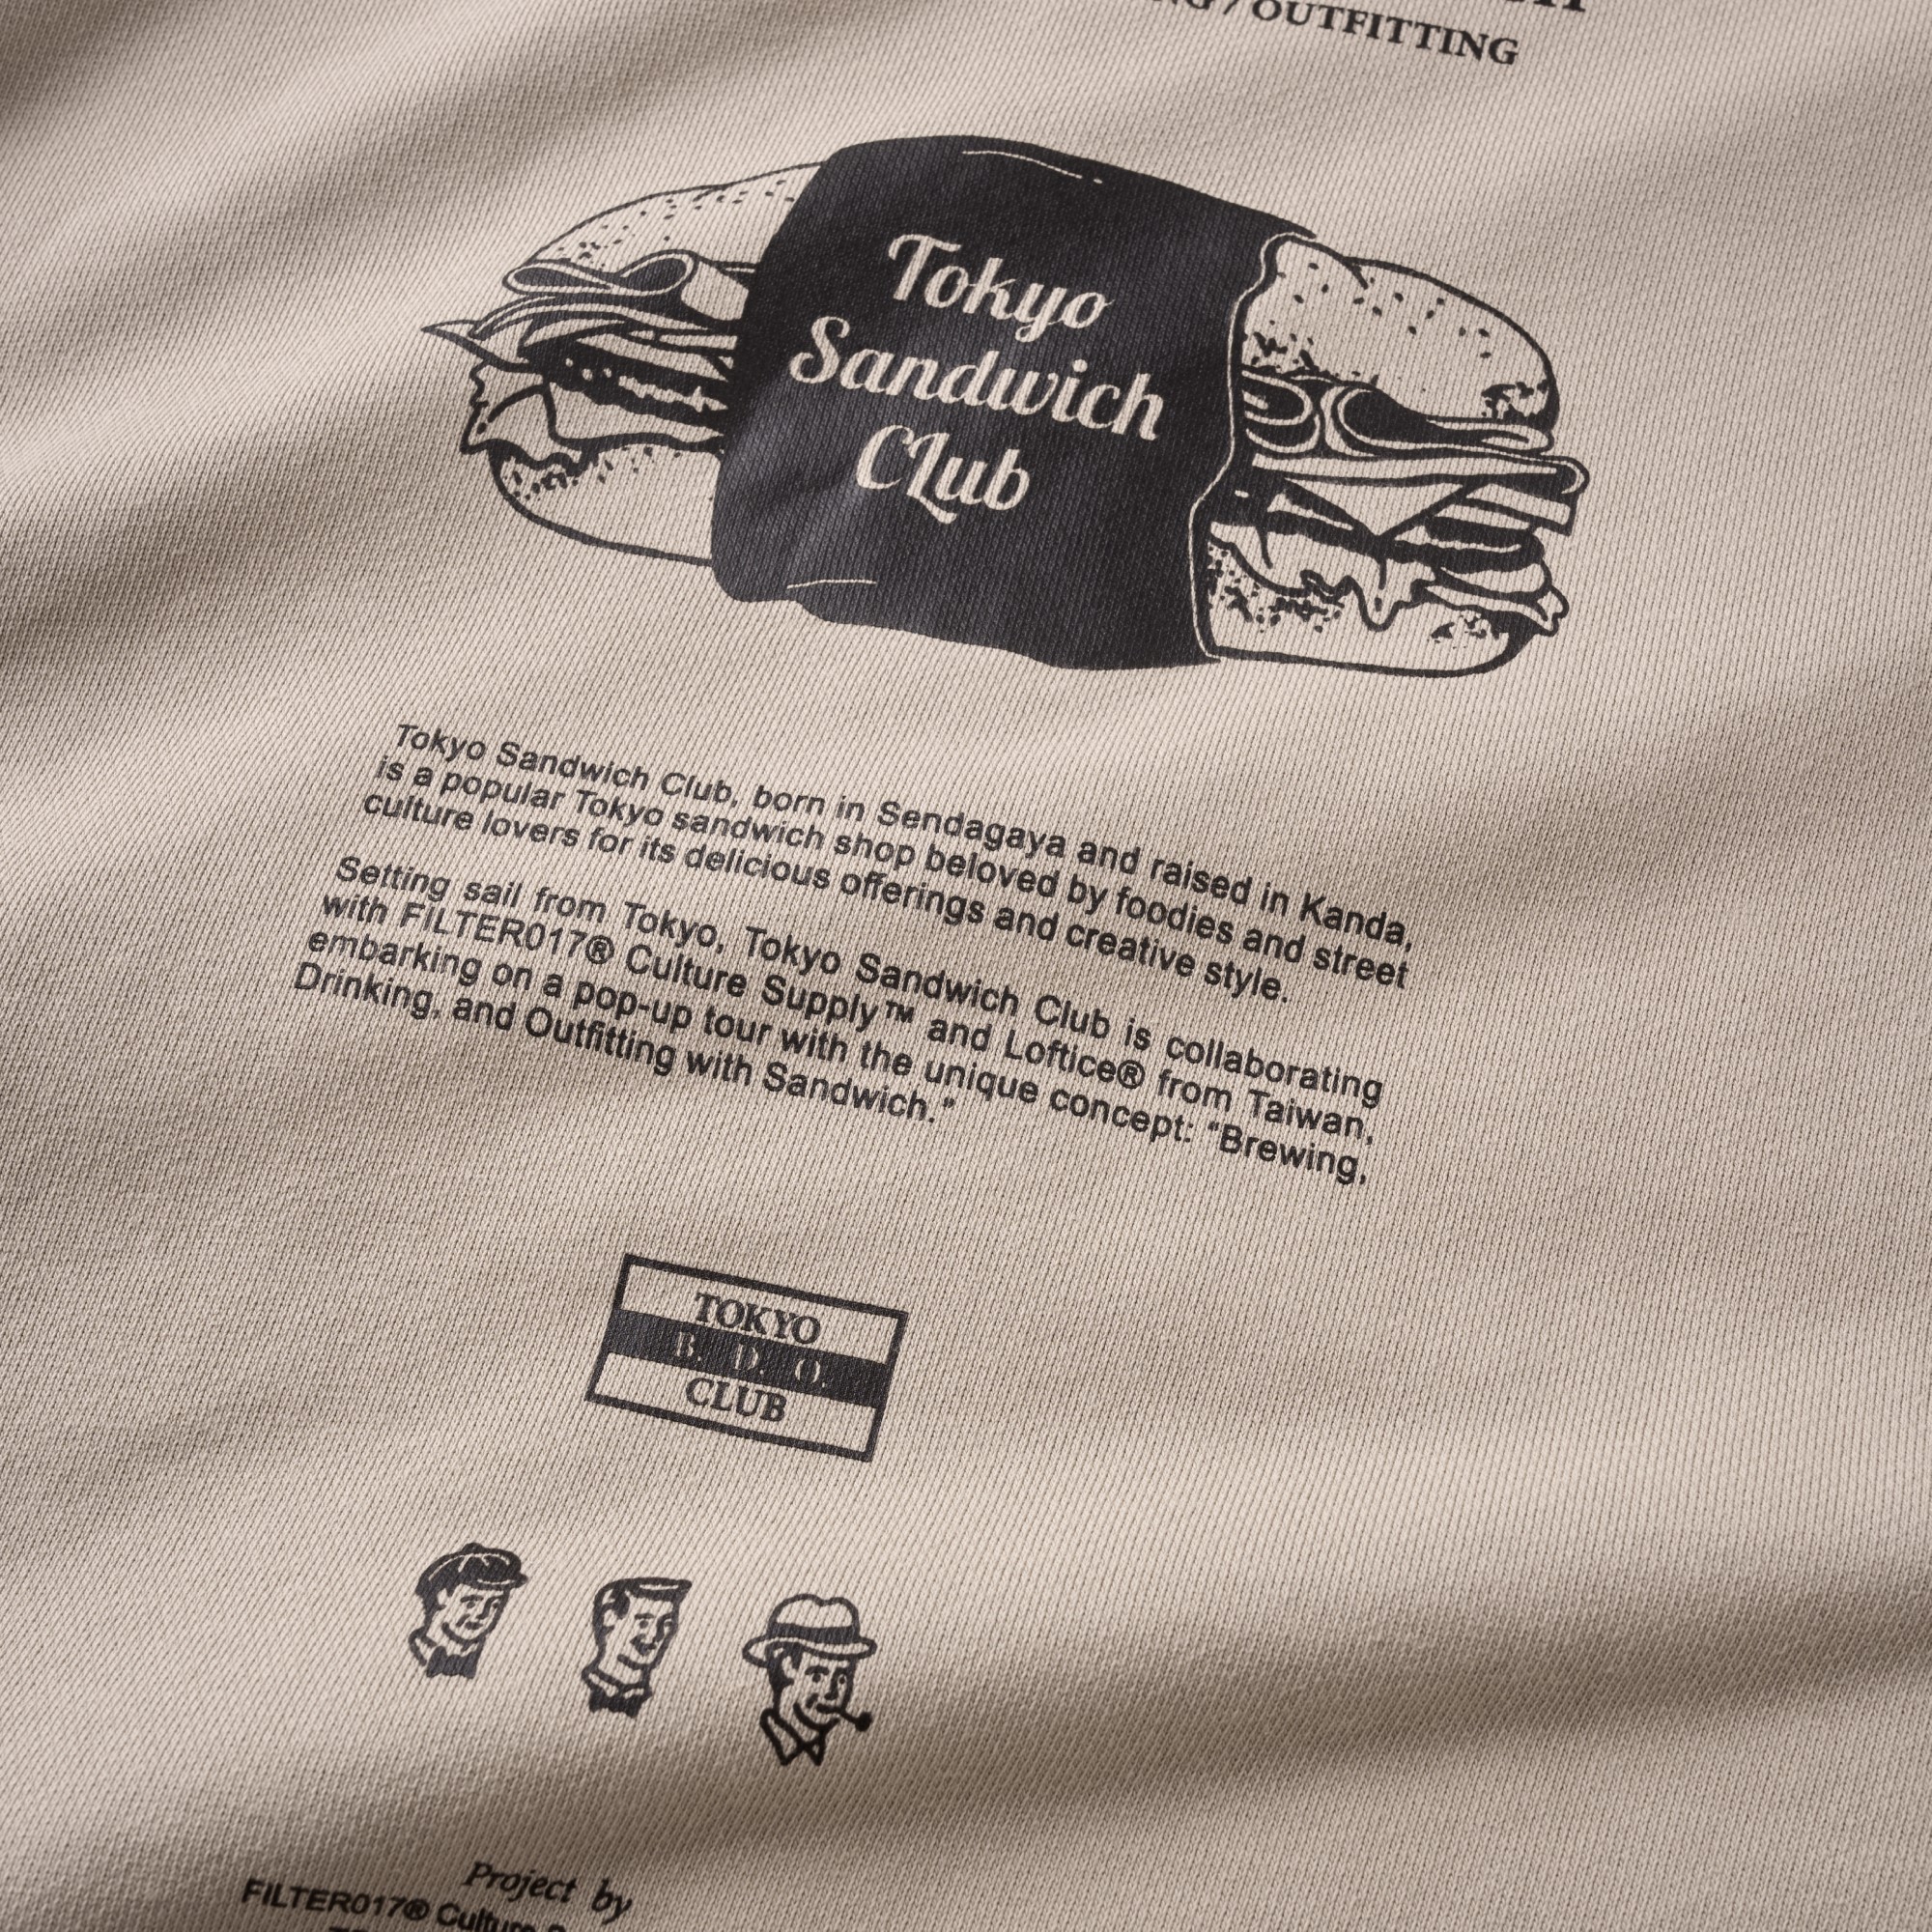 / OUTFITTING
Tokyo
Sandwich
CLub
Tokyo Sandwich Club, born in Sendagaya and raised in Kanda,
is a popular Tokyo sandwich shop beloved by foodies and street
culture lovers for its delicious offerings and creative style.
Setting sail from Tokyo, Tokyo Sandwich Club is collaborating
with FILTER017® Culture Supply™ and Loftice® from Taiwan,
embarking on a pop-up tour with the unique concept: “Brewing,
Drinking, and Outfitting with Sandwich.”
TOKYO
B. D. O.
CLUB
Project by
FILTER017® Culture